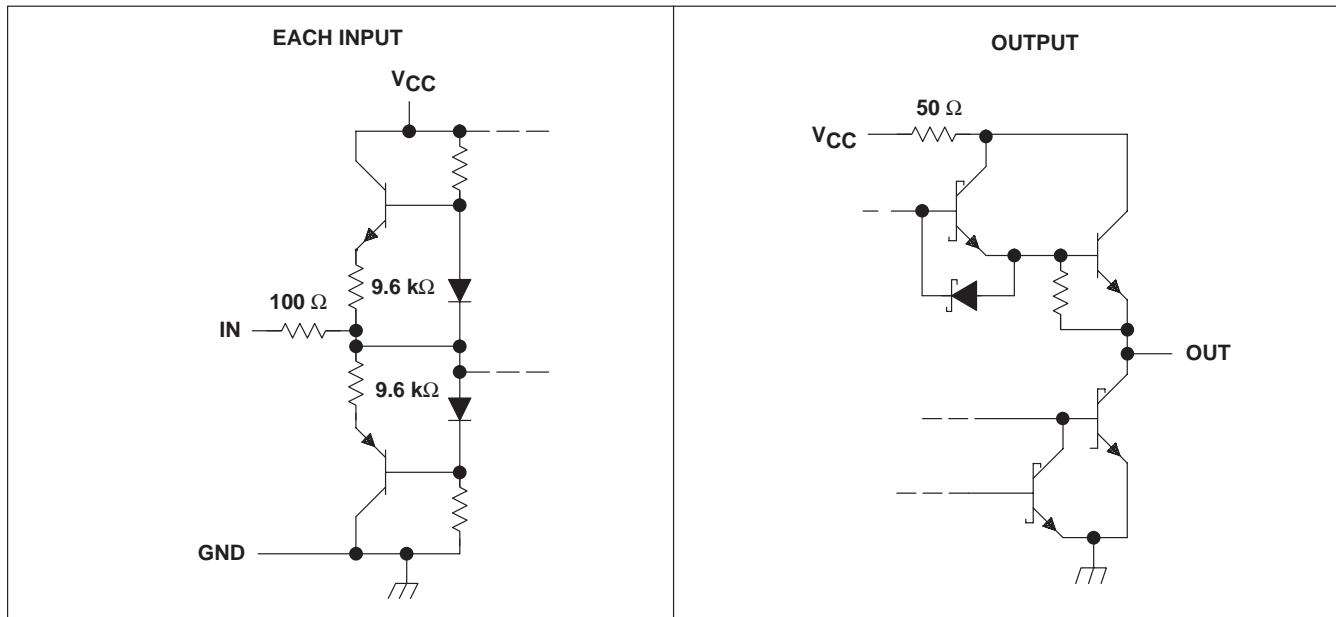 EACH INPUT
VCC
9.6 kΩ
100 Ω
IN
9.6 kΩ
GND
OUTPUT
50 Ω
VCC
OUT